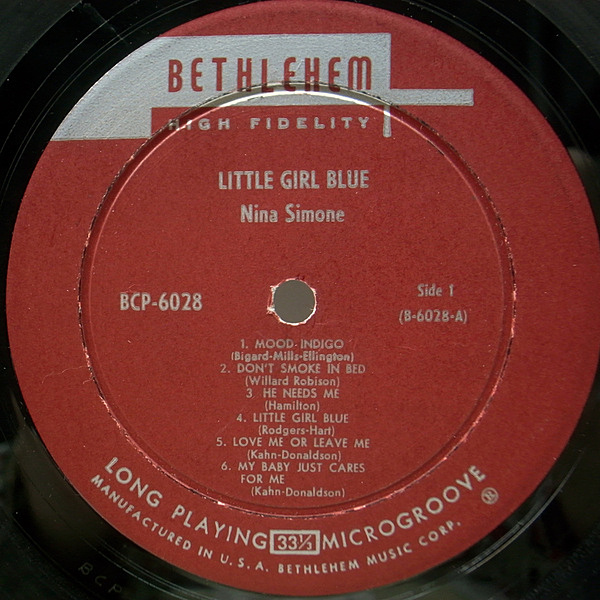 BETHLEHEM
HIGH FIDELITY
LITTLE GIRL BLUE
Nina Simone
BCP-6028
Side 1
(B-6028-A)
1. MOOD INDIGO
(Bigard-Mills-Ellington)
2. DON'T SMOKE IN BED
(Willard Robison)
3 HE NEEDS ME
(Hamilton)
4. LITTLE GIRL BLUE
(Rodgers-Hart)
5. LOVE ME OR LEAVE ME
(Kahn-Donaldson)
6. MY BABY JUST CARES
FOR ME
(Kahn-Donaldson)
LONG PLAYING 33⅓ MICROGROOVE ®
MANUFACTURED IN U.S.A. BETHLEHEM MUSIC CORP.
BCP